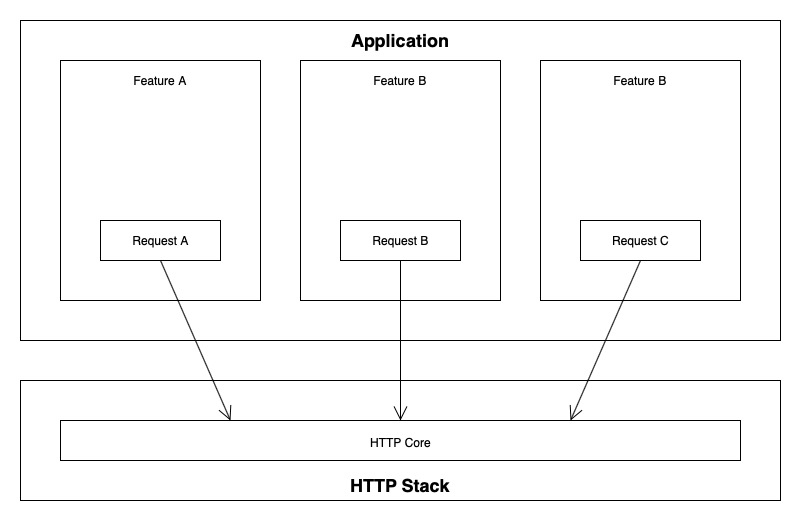 Application
Feature A
Feature B
Feature B
Request A
Request B
Request C
HTTP Core
HTTP Stack